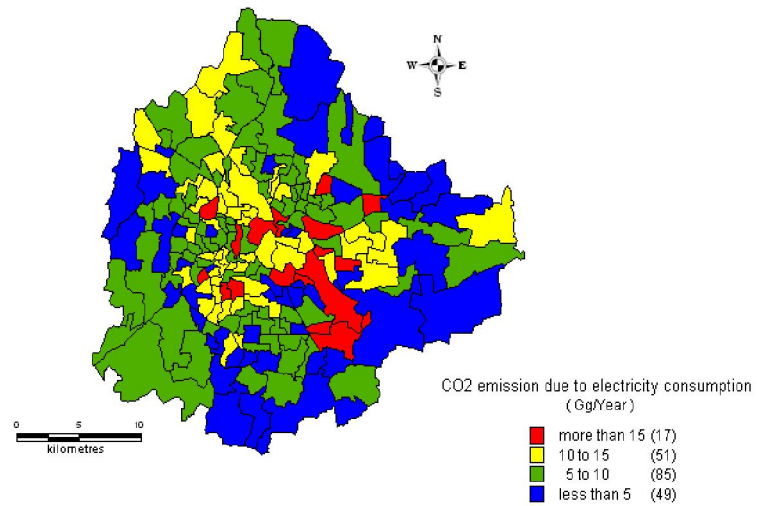 N
W E
S
CO2 emission due to electricity consumption
( Gg/Year )
more than 15 (17)
10 to 15 (51)
5 to 10 (85)
less than 5 (49)
0 5 10
kilometres